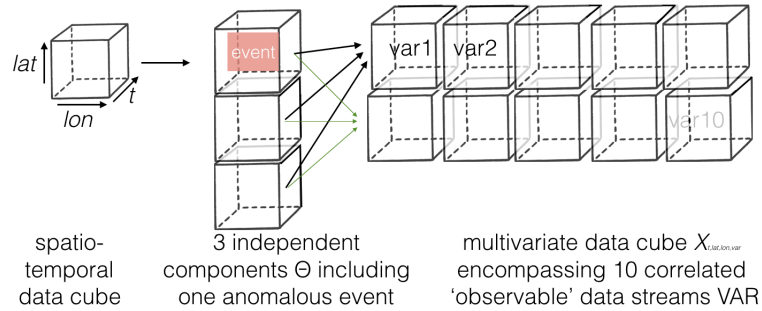 lat
lon
t
event
var1 var2
var10
spatio-
temporal
data cube
3 independent
components Θ including
one anomalous event
multivariate data cube X t,lat,lon,var
encompassing 10 correlated
‘observable’ data streams VAR